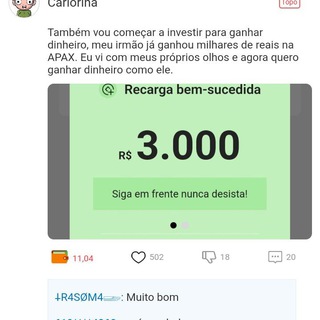 Carlorina
Topo
Também vou começar a investir para ganhar
dinheiro, meu irmão já ganhou milhares de reais na
APAX. Eu vi com meus próprios olhos e agora quero
ganhar dinheiro como ele.
Recarga bem-sucedida
R$ 3.000
Siga em frente nunca desista!
11,04
502
18
20
Ɨ-R4SØM4: Muito bom